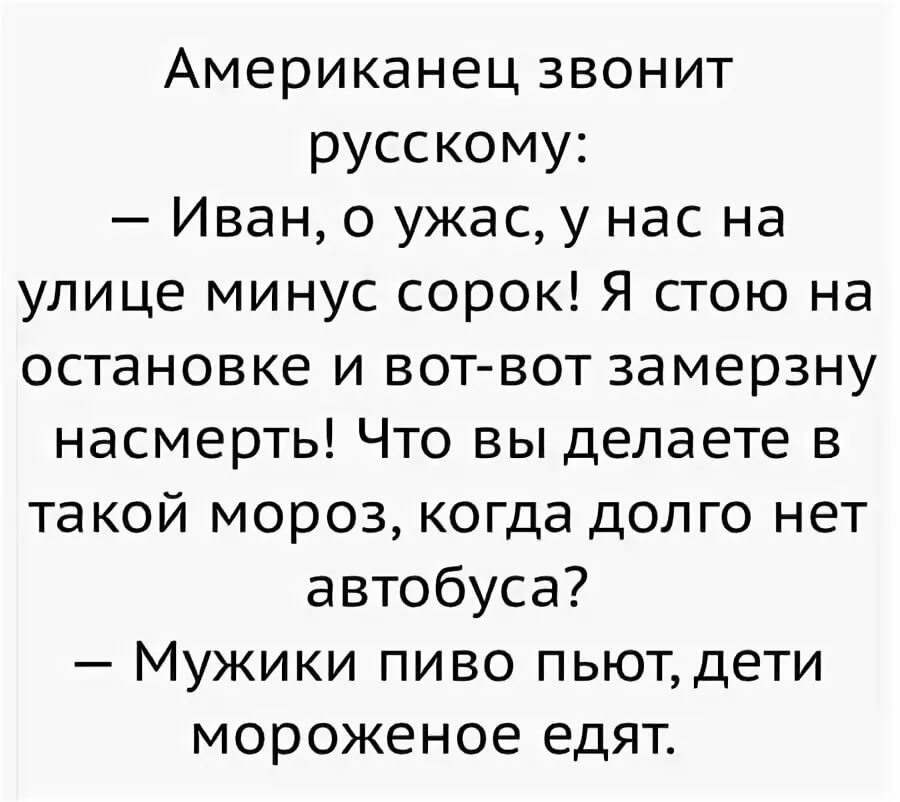 Американец звонит
русскому:
– Иван, о ужас, у нас на
улице минус сорок! Я стою на
остановке и вот-вот замерзну
насмерть! Что вы делаете в
такой мороз, когда долго нет
автобуса?
– Мужики пиво пьют, дети
мороженое едят.